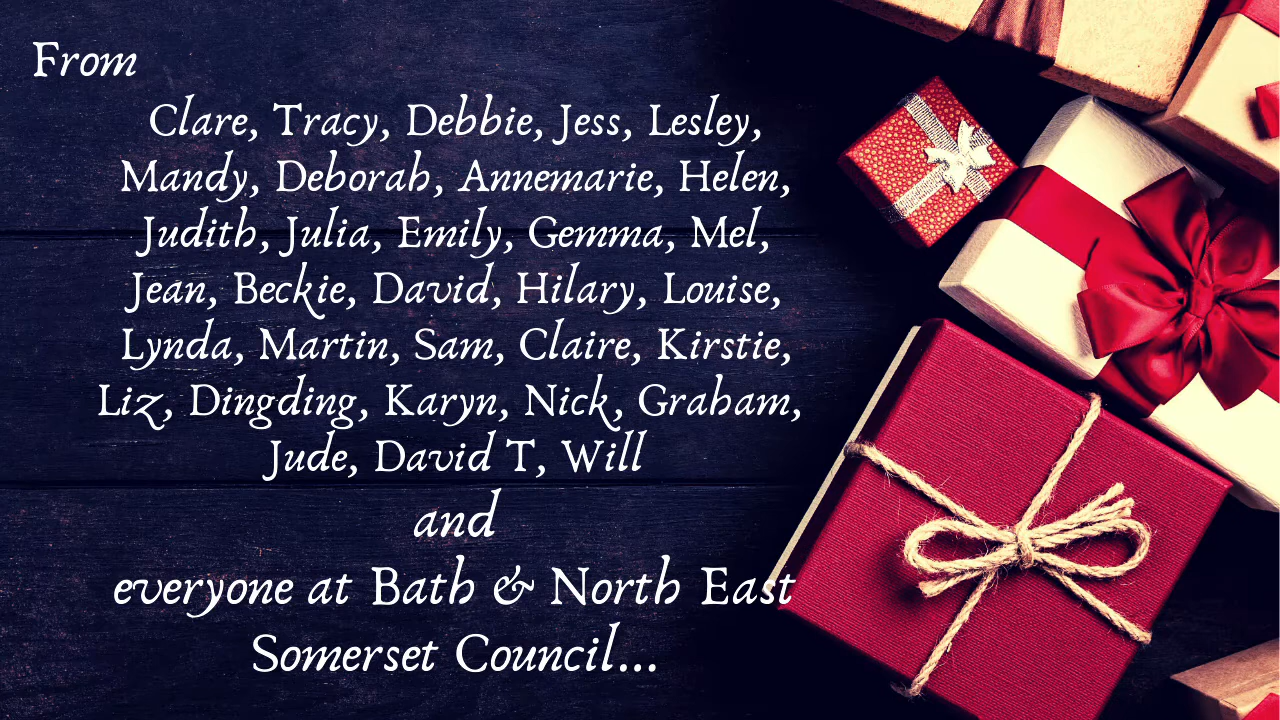 From
Clare, Tracy, Debbie, Jess, Lesley,
Mandy, Deborah, Annemarie, Helen,
Judith, Julia, Emily, Gemma, Mel,
Jean, Beckie, David, Hilary, Louise,
Lynda, Martin, Sam, Claire, Kirstie,
Liz, Dingding, Karyn, Nick, Graham,
Jude, David T, Will
and
everyone at Bath & North East
Somerset Council...